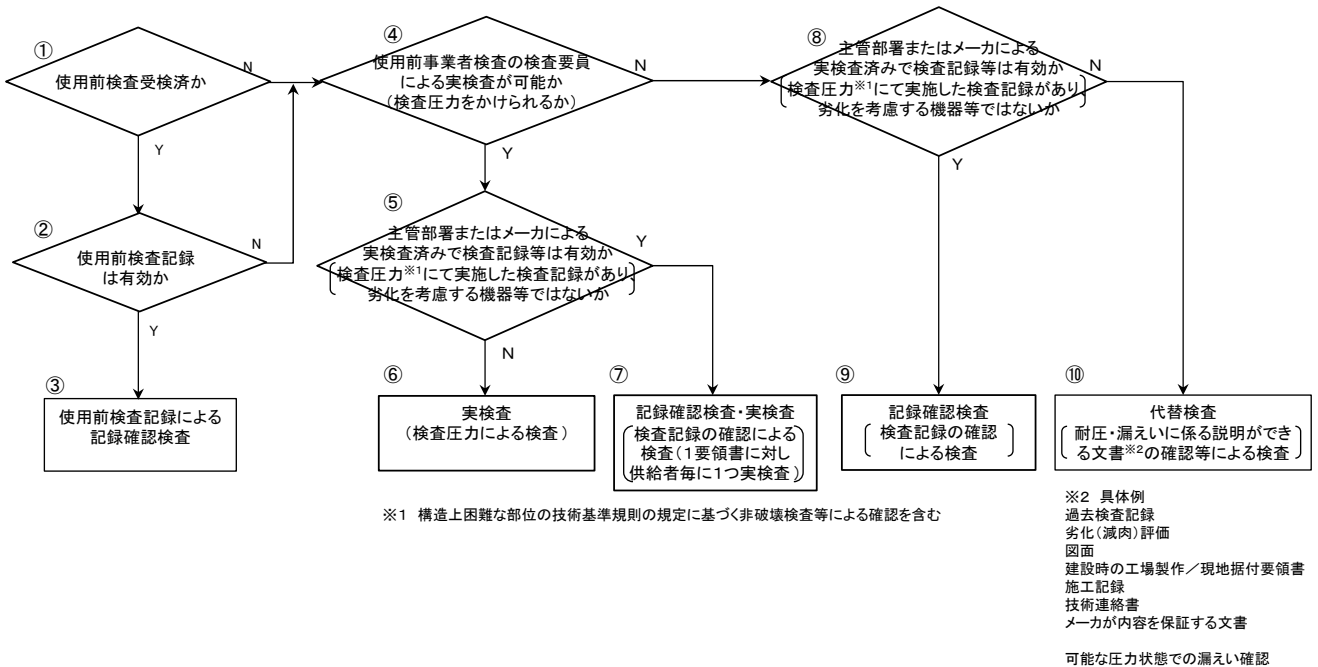 ①
使用前検査受検済か
N
Y
②
使用前検査記録
は有効か
N
Y
③
使用前検査記録による
記録確認検査
④
使用前事業者検査の検査要員
による実検査が可能か
(検査圧力をかけられるか)
N
Y
⑤
主管部署またはメーカによる
実検査済みで検査記録等は有効か
検査圧力※1にて実施した検査記録があり、
劣化を考慮する機器等ではないか
Y
N
⑥
実検査
(検査圧力による検査)
⑦
記録確認検査・実検査
検査記録の確認による
検査(1要領書に対し
供給者毎に1つ実検査)
⑧
主管部署またはメーカによる
実検査済みで検査記録等は有効か
検査圧力※1にて実施した検査記録があり、
劣化を考慮する機器等ではないか
N
Y
⑨
記録確認検査
検査記録の確認
による検査
⑩
代替検査
耐圧・漏えいに係る説明ができ
る文書※2の確認等による検査
※1 構造上困難な部位の技術基準規則の規定に基づく非破壊検査等による確認を含む
※2 具体例
過去検査記録
劣化(減肉)評価
図面
建設時の工場製作/現地据付要領書
施工記録
技術連絡書
メーカが内容を保証する文書
可能な圧力状態での漏えい確認